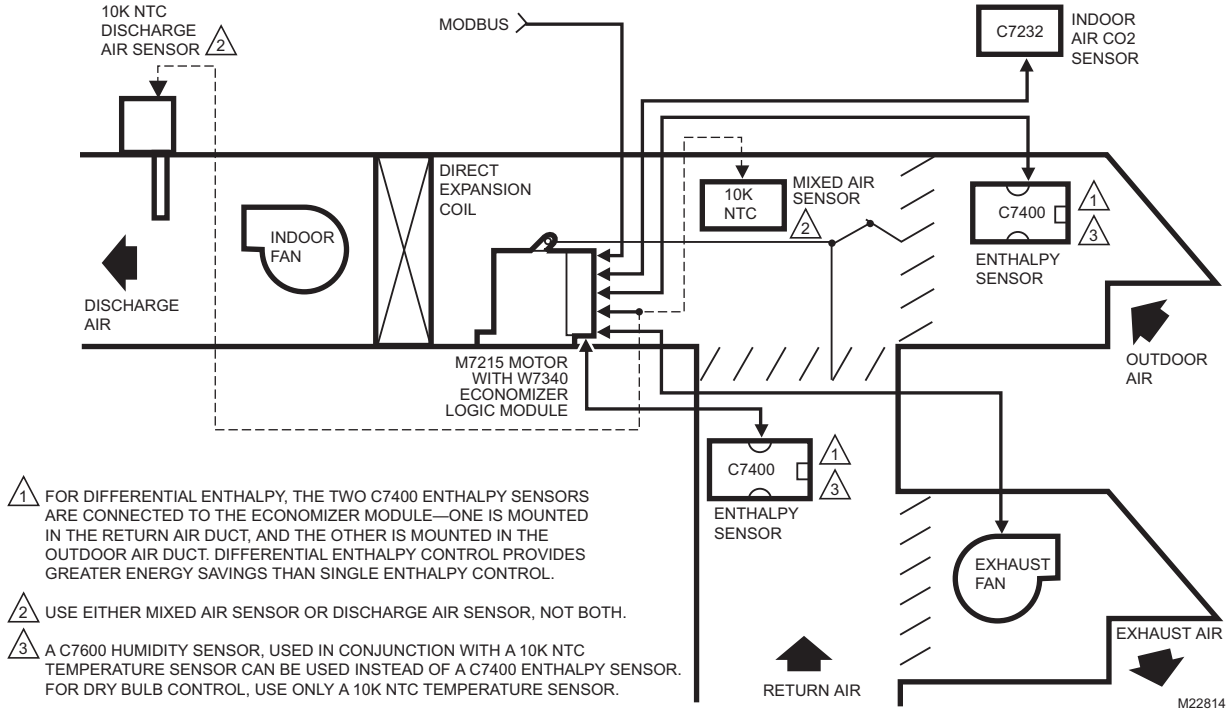 10K NTC
DISCHARGE
AIR SENSOR 2
MODBUS
C7232
INDOOR
AIR CO2
SENSOR
DIRECT
EXPANSION
COIL
10K
NTC
MIXED AIR
SENSOR
2
C7400
1
3
ENTHALPY
SENSOR
INDOOR
FAN
DISCHARGE
AIR
OUTDOOR
AIR
M7215 MOTOR
WITH W7340
ECONOMIZER
LOGIC MODULE
C7400
1
3
ENTHALPY
SENSOR
EXHAUST
FAN
EXHAUST AIR
RETURN AIR
1 FOR DIFFERENTIAL ENTHALPY, THE TWO C7400 ENTHALPY SENSORS
ARE CONNECTED TO THE ECONOMIZER MODULE—ONE IS MOUNTED
IN THE RETURN AIR DUCT, AND THE OTHER IS MOUNTED IN THE
OUTDOOR AIR DUCT. DIFFERENTIAL ENTHALPY CONTROL PROVIDES
GREATER ENERGY SAVINGS THAN SINGLE ENTHALPY CONTROL.
2 USE EITHER MIXED AIR SENSOR OR DISCHARGE AIR SENSOR, NOT BOTH.
3 A C7600 HUMIDITY SENSOR, USED IN CONJUNCTION WITH A 10K NTC
TEMPERATURE SENSOR CAN BE USED INSTEAD OF A C7400 ENTHALPY SENSOR.
FOR DRY BULB CONTROL, USE ONLY A 10K NTC TEMPERATURE SENSOR.
M22814